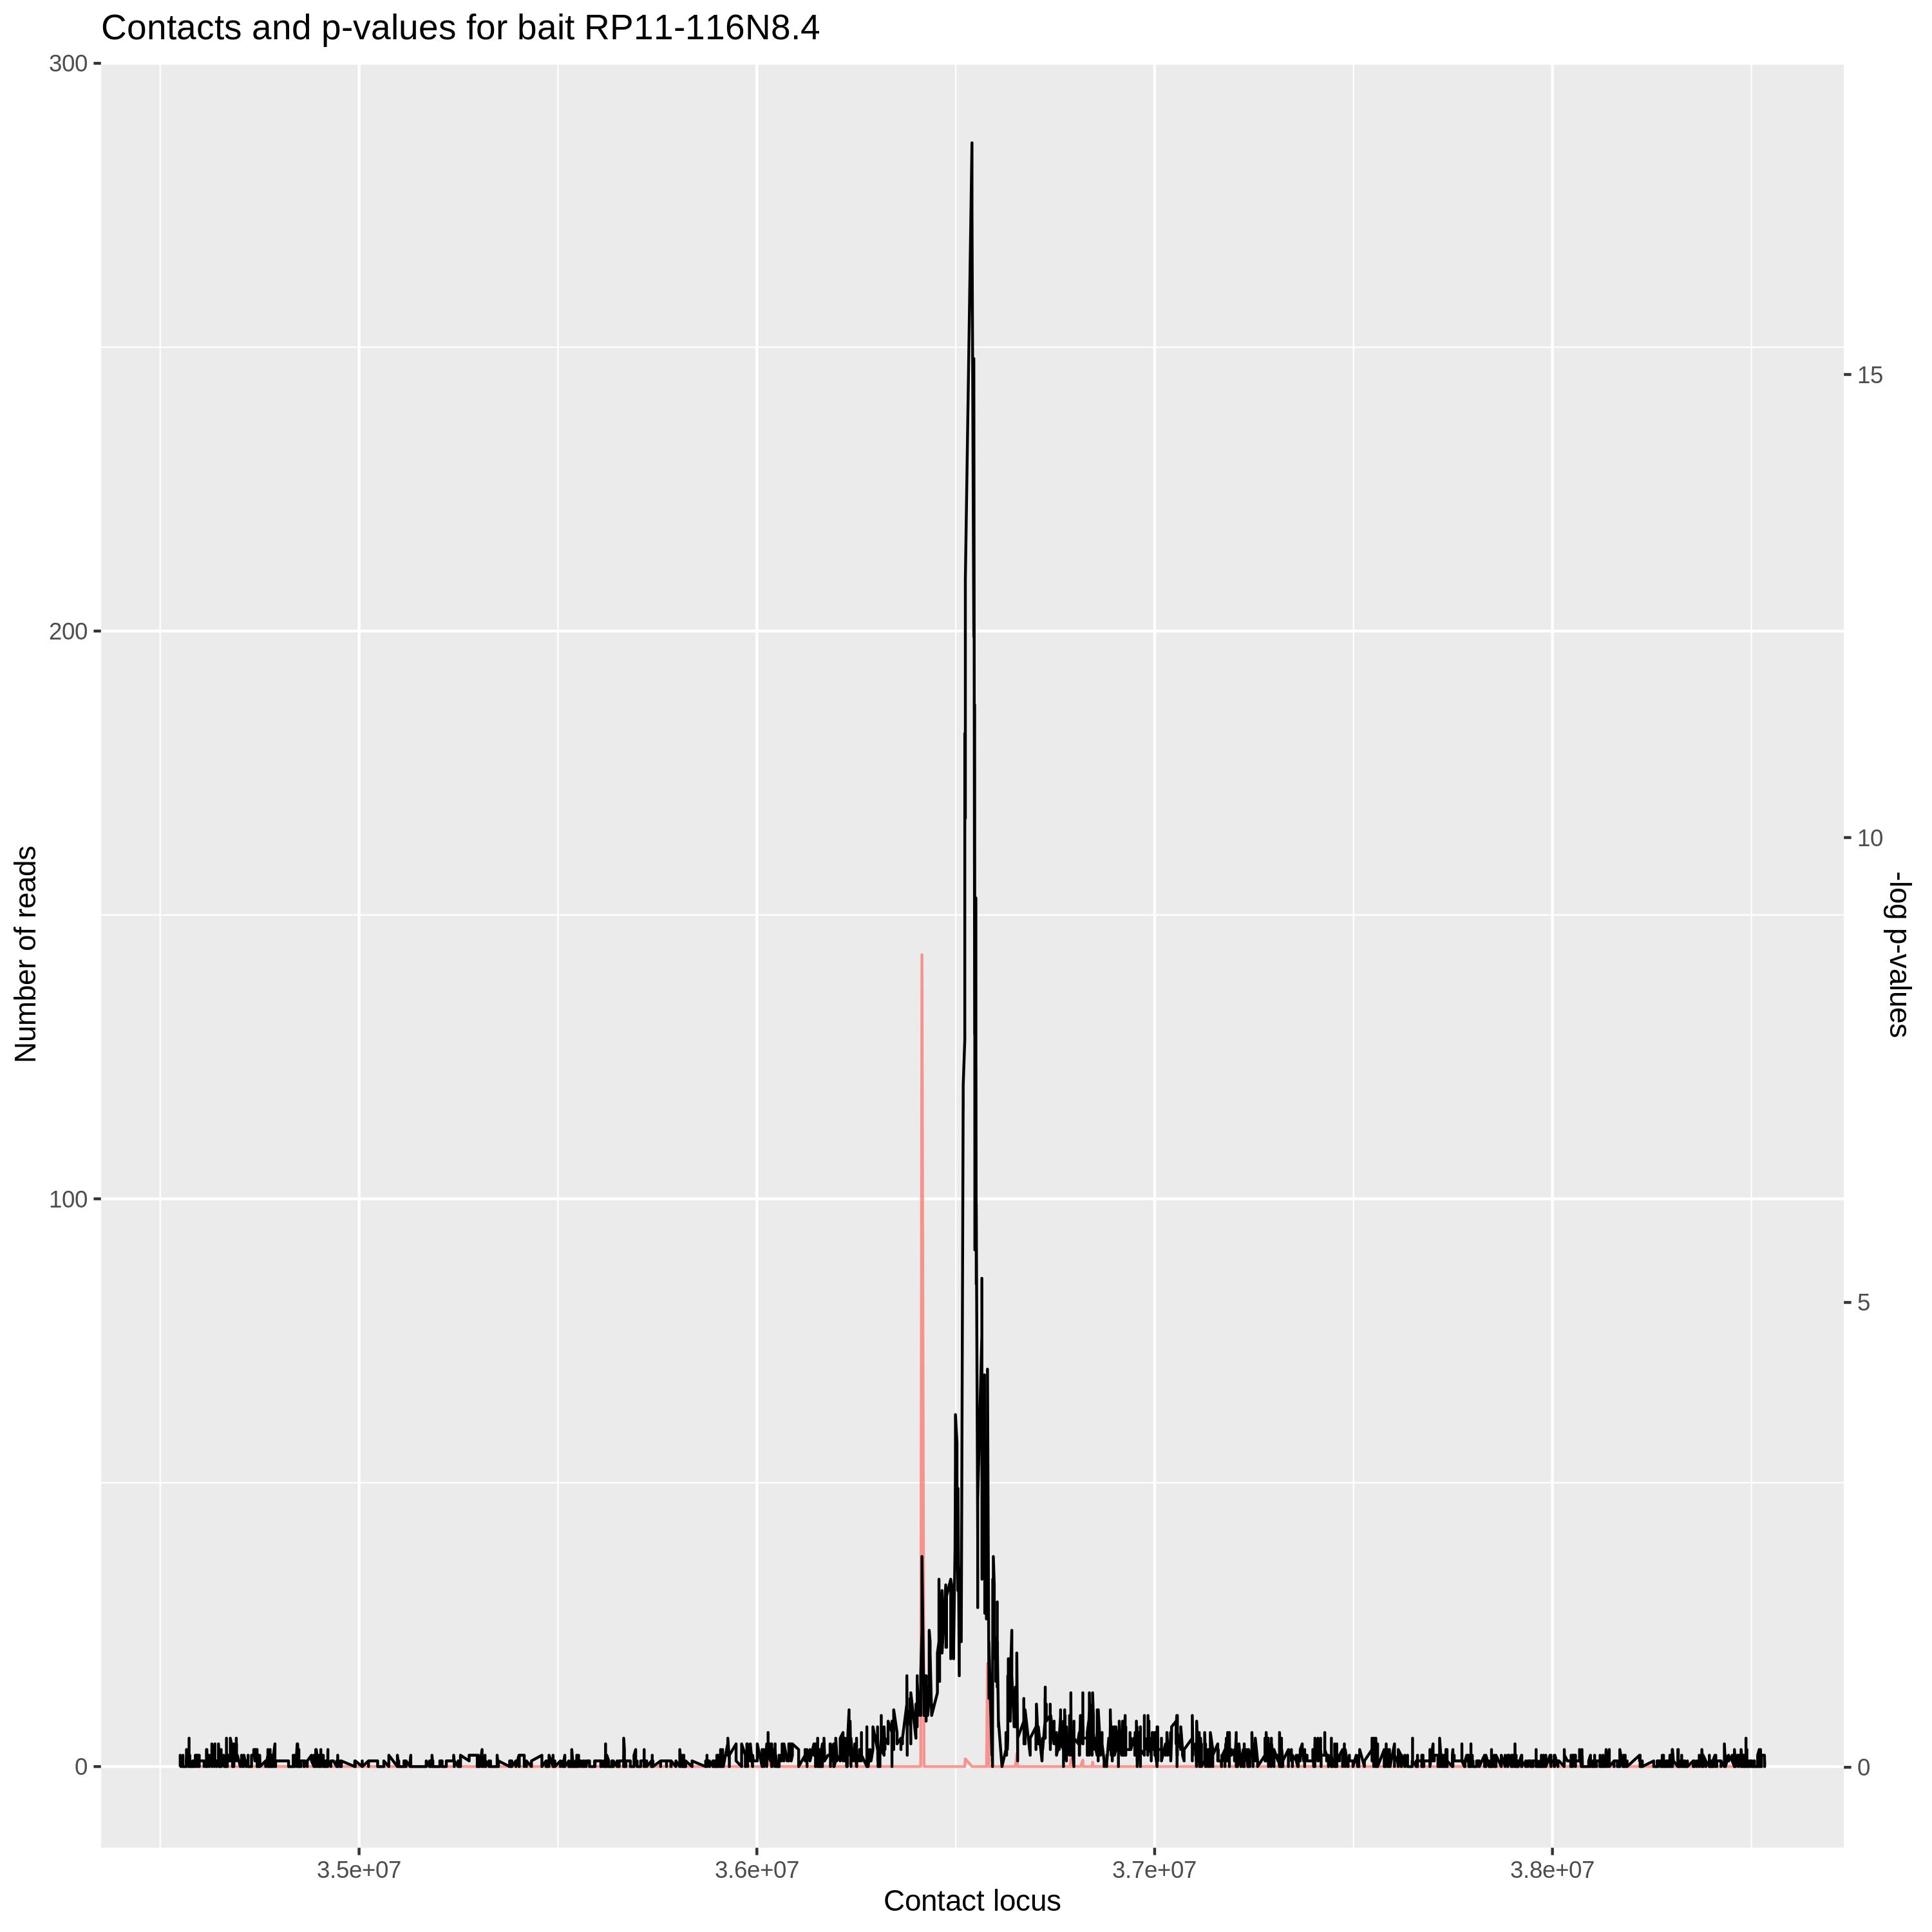 Contacts and p-values for bait RP11-116N8.4
300
200
100
0
Number of reads
15
10
5
0
-log p-values
3.5e+07
3.6e+07
3.7e+07
3.8e+07
Contact locus